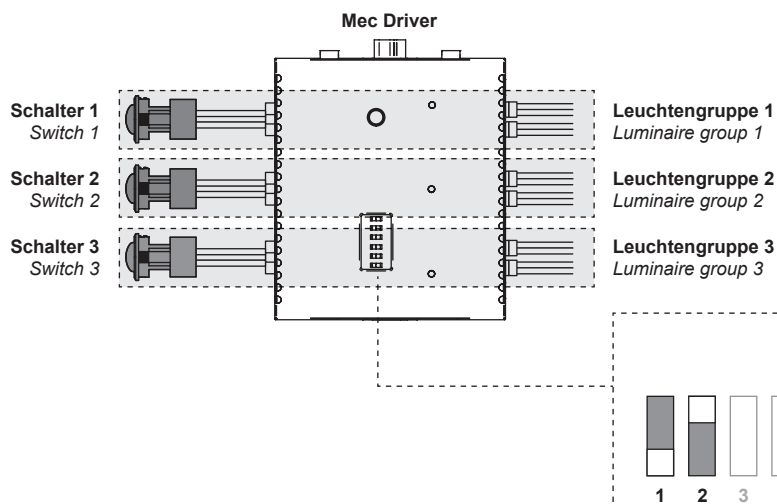 Mec Driver
Schalter 1
Switch 1
Leuchtengruppe 1
Luminaire group 1
Schalter 2
Switch 2
Leuchtengruppe 2
Luminaire group 2
Schalter 3
Switch 3
Leuchtengruppe 3
Luminaire group 3
1 2 3